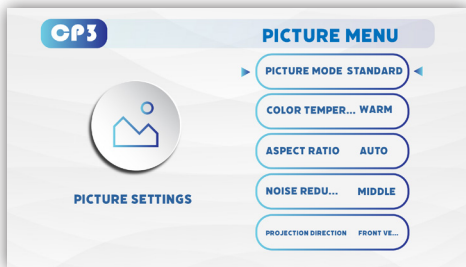 CP3
PICTURE MENU
PICTURE MODE STANDARD
COLOR TEMPER... WARM
ASPECT RATIO AUTO
NOISE REDU... MIDDLE
PROJECTION DIRECTION FRONT VE...
PICTURE SETTINGS